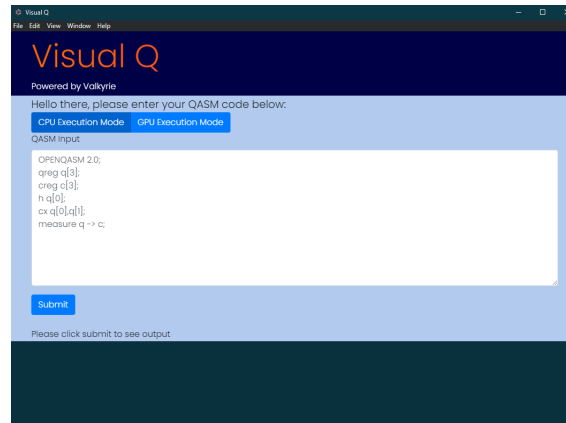 Visual Q
File Edit View Window Help
Visual Q
Powered by Valkyrie
Hello there, please enter your QASM code below:
CPU Execution Mode GPU Execution Mode
QASM Input
OPENQASM 2.0;
qreg q[3];
creg c[3];
h q[0];
cx q[0],q[1];
measure q -> c;
Submit
Please click submit to see output